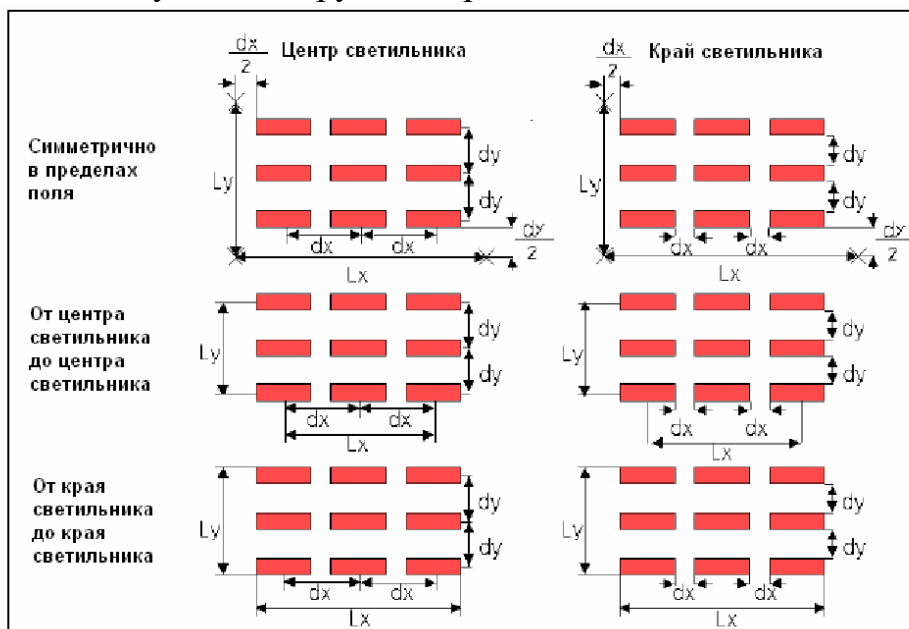 dx
2
Центр светильника
dx
2
Край светильника
Симметрично
в пределах
поля
Ly
dy
dy
dx
dx
dx
2
Lx
Ly
dy
dy
dx
dx
dx
2
Lx
От центра
светильника
до центра
светильника
Ly
dy
dy
dx
dx
Lx
Ly
dy
dy
dx
dx
Lx
От края
светильника
до края
светильника
Ly
dy
dy
dx
dx
Lx
Ly
dy
dy
dx
dx
Lx